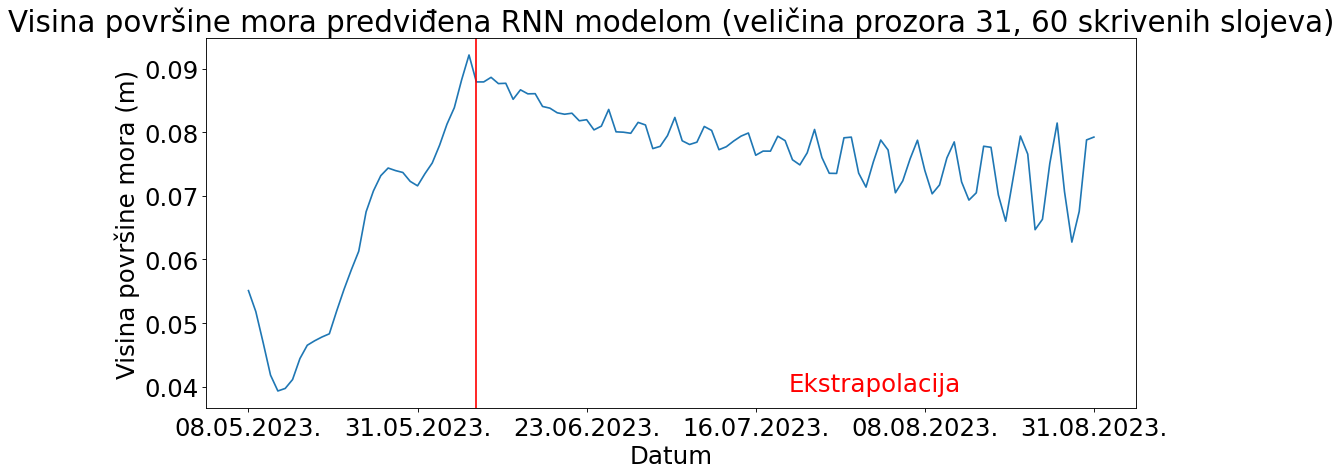 Visina površine mora predviđena RNN modelom (veličina prozora 31, 60 skrivenih slojeva)
Visina površine mora (m)
0.09
0.08
0.07
0.06
0.05
0.04
Ekstrapolacija
08.05.2023. 31.05.2023. 23.06.2023. 16.07.2023. 08.08.2023. 31.08.2023.
Datum